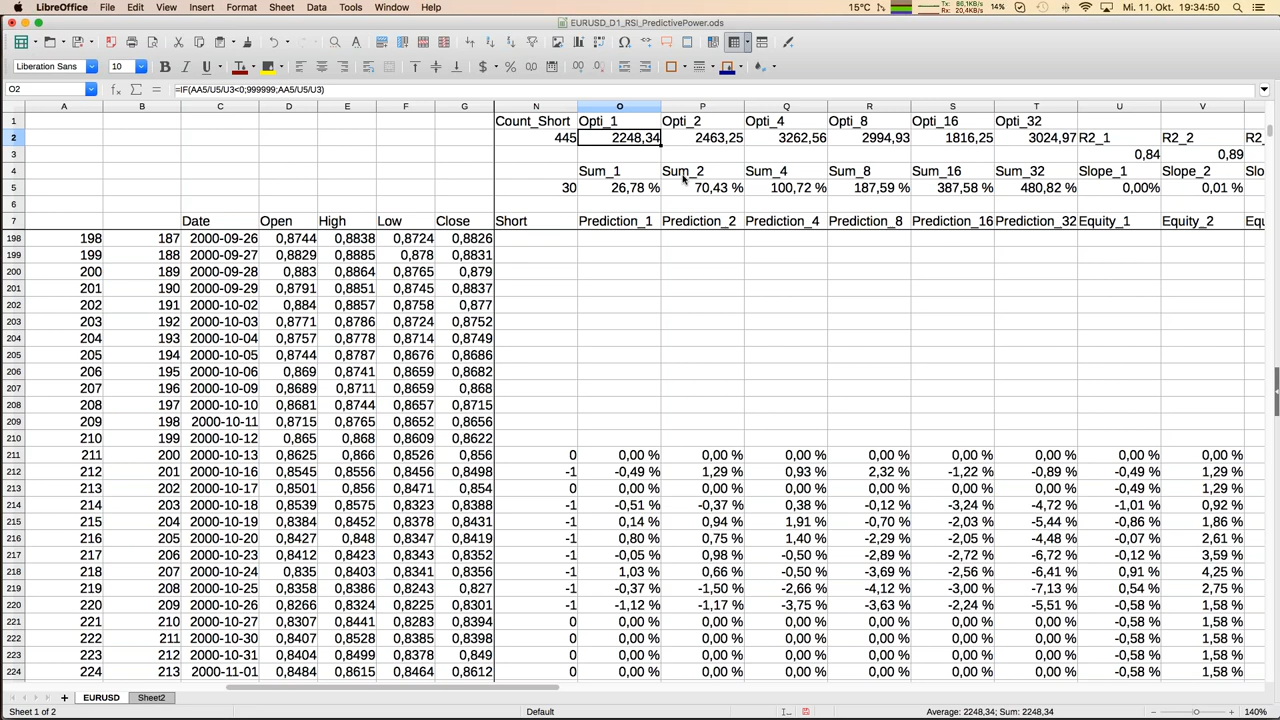 LibreOffice File Edit View Insert Format Sheet Data Tools Window Help 15°C Tx: 80,1KB/s Rx: 20,4KB/s 14% Mi. 11. Okt. 19:34:50
EURUSD_D1_RSI_PredictivePower.ods
Liberation Sans 10
O2 =IF(AA5/U5/U3<0;999999;AA5/U5/U3)
A B C D E F G N O P Q R S T U V
1 Count_Short Opti_1 Opti_2 Opti_4 Opti_8 Opti_16 Opti_32
2 445 2248,34 2463,25 3262,56 2994,93 1816,25 3024,97 R2_1 R2_2 R2
3 0,84 0,89
4 Sum_1 Sum_2 Sum_4 Sum_8 Sum_16 Sum_32 Slope_1 Slope_2 Slo
5 30 26,78 % 70,43 % 100,72 % 187,59 % 387,58 % 480,82 % 0,00% 0,01 %
6
7 Date Open High Low Close Short Prediction_1 Prediction_2 Prediction_4 Prediction_8 Prediction_16 Prediction_32 Equity_1 Equity_2 Equ
198 198 187 2000-09-26 0,8744 0,8838 0,8724 0,8826
199 199 188 2000-09-27 0,8829 0,8885 0,878 0,8831
200 200 189 2000-09-28 0,883 0,8864 0,8765 0,879
201 201 190 2000-09-29 0,8791 0,8851 0,8745 0,8837
202 202 191 2000-10-02 0,884 0,8857 0,8758 0,877
203 203 192 2000-10-03 0,8771 0,8786 0,8724 0,8752
204 204 193 2000-10-04 0,8757 0,8778 0,8714 0,8749
205 205 194 2000-10-05 0,8744 0,8787 0,8676 0,8686
206 206 195 2000-10-06 0,869 0,8741 0,8659 0,8682
207 207 196 2000-10-09 0,8689 0,8711 0,8659 0,868
208 208 197 2000-10-10 0,8681 0,8744 0,8657 0,8715
209 209 198 2000-10-11 0,8715 0,8765 0,8652 0,8656
210 210 199 2000-10-12 0,865 0,868 0,8609 0,8622
211 211 200 2000-10-13 0,8625 0,866 0,8526 0,856 0 0,00 % 0,00 % 0,00 % 0,00 % 0,00 % 0,00 % 0,00 % 0,00 %
212 212 201 2000-10-16 0,8545 0,8556 0,8456 0,8498 -1 -0,49 % 1,29 % 0,93 % 2,32 % -1,22 % -0,89 % -0,49 % 1,29 %
213 213 202 2000-10-17 0,8501 0,856 0,8471 0,854 0 0,00 % 0,00 % 0,00 % 0,00 % 0,00 % 0,00 % -0,49 % 1,29 %
214 214 203 2000-10-18 0,8539 0,8575 0,8323 0,8388 -1 -0,51 % -0,37 % 0,38 % -0,12 % -3,24 % -4,72 % -1,01 % 0,92 %
215 215 204 2000-10-19 0,8384 0,8452 0,8378 0,8431 -1 0,14 % 0,94 % 1,91 % -0,70 % -2,03 % -5,44 % -0,86 % 1,86 %
216 216 205 2000-10-20 0,8427 0,848 0,8347 0,8419 -1 0,80 % 0,75 % 1,40 % -2,29 % -2,05 % -4,48 % -0,07 % 2,61 %
217 217 206 2000-10-23 0,8412 0,8423 0,8343 0,8352 -1 -0,05 % 0,98 % -0,50 % -2,89 % -2,72 % -6,72 % -0,12 % 3,59 %
218 218 207 2000-10-24 0,835 0,8403 0,8341 0,8356 -1 1,03 % 0,66 % -0,50 % -3,69 % -2,56 % -6,41 % 0,91 % 4,25 %
219 219 208 2000-10-25 0,8358 0,8386 0,8243 0,827 -1 -0,37 % -1,50 % -2,66 % -4,12 % -3,00 % -7,13 % 0,54 % 2,75 %
220 220 209 2000-10-26 0,8266 0,8324 0,8225 0,8301 -1 -1,12 % -1,17 % -3,75 % -3,63 % -2,24 % -5,51 % -0,58 % 1,58 %
221 221 210 2000-10-27 0,8307 0,8441 0,8283 0,8394 0 0,00 % 0,00 % 0,00 % 0,00 % 0,00 % 0,00 % -0,58 % 1,58 %
222 222 211 2000-10-30 0,8407 0,8528 0,8385 0,8398 0 0,00 % 0,00 % 0,00 % 0,00 % 0,00 % 0,00 % -0,58 % 1,58 %
223 223 212 2000-10-31 0,8404 0,8499 0,8378 0,849 0 0,00 % 0,00 % 0,00 % 0,00 % 0,00 % 0,00 % -0,58 % 1,58 %
224 224 213 2000-11-01 0,8484 0,8615 0,8464 0,8612 0 0,00 % 0,00 % 0,00 % 0,00 % 0,00 % 0,00 % -0,58 % 1,58 %
EURUSD Sheet2
Sheet 1 of 2 Default Average: 2248,34; Sum: 2248,34 140%